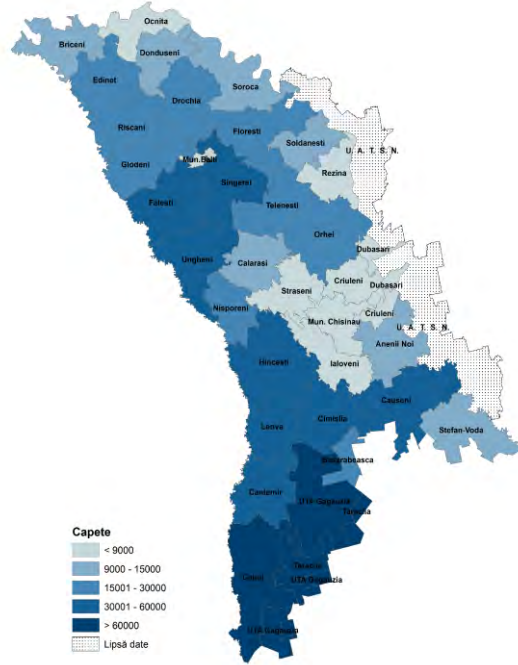 Ocnita
Briceni
Donduseni
Edinet
Soroca
Drochia
Riscani
Floresti
Soldanesti
U. A. T. S. N.
Glodeni
Mun. Balti
Rezina
Singerei
Falesti
Telenesti
Orhei
Dubasari
Ungheni
Calarasi
Criuleni
Dubasari
Straseni
Nisporeni
Mun. Chisinau
Criuleni
U. A. T. S. N.
Anenii Noi
Ialoveni
Hincesti
Causeni
Cimislia
Leova
Stefan-Voda
Basarabeasca
Cantemir
UTA Gagauzia
Taraclia
Taraclia
Cahul
UTA Gagauzia
UTA Gagauzia
Capete
< 9000
9000 - 15000
15001 - 30000
30001 - 60000
> 60000
Lipsă date